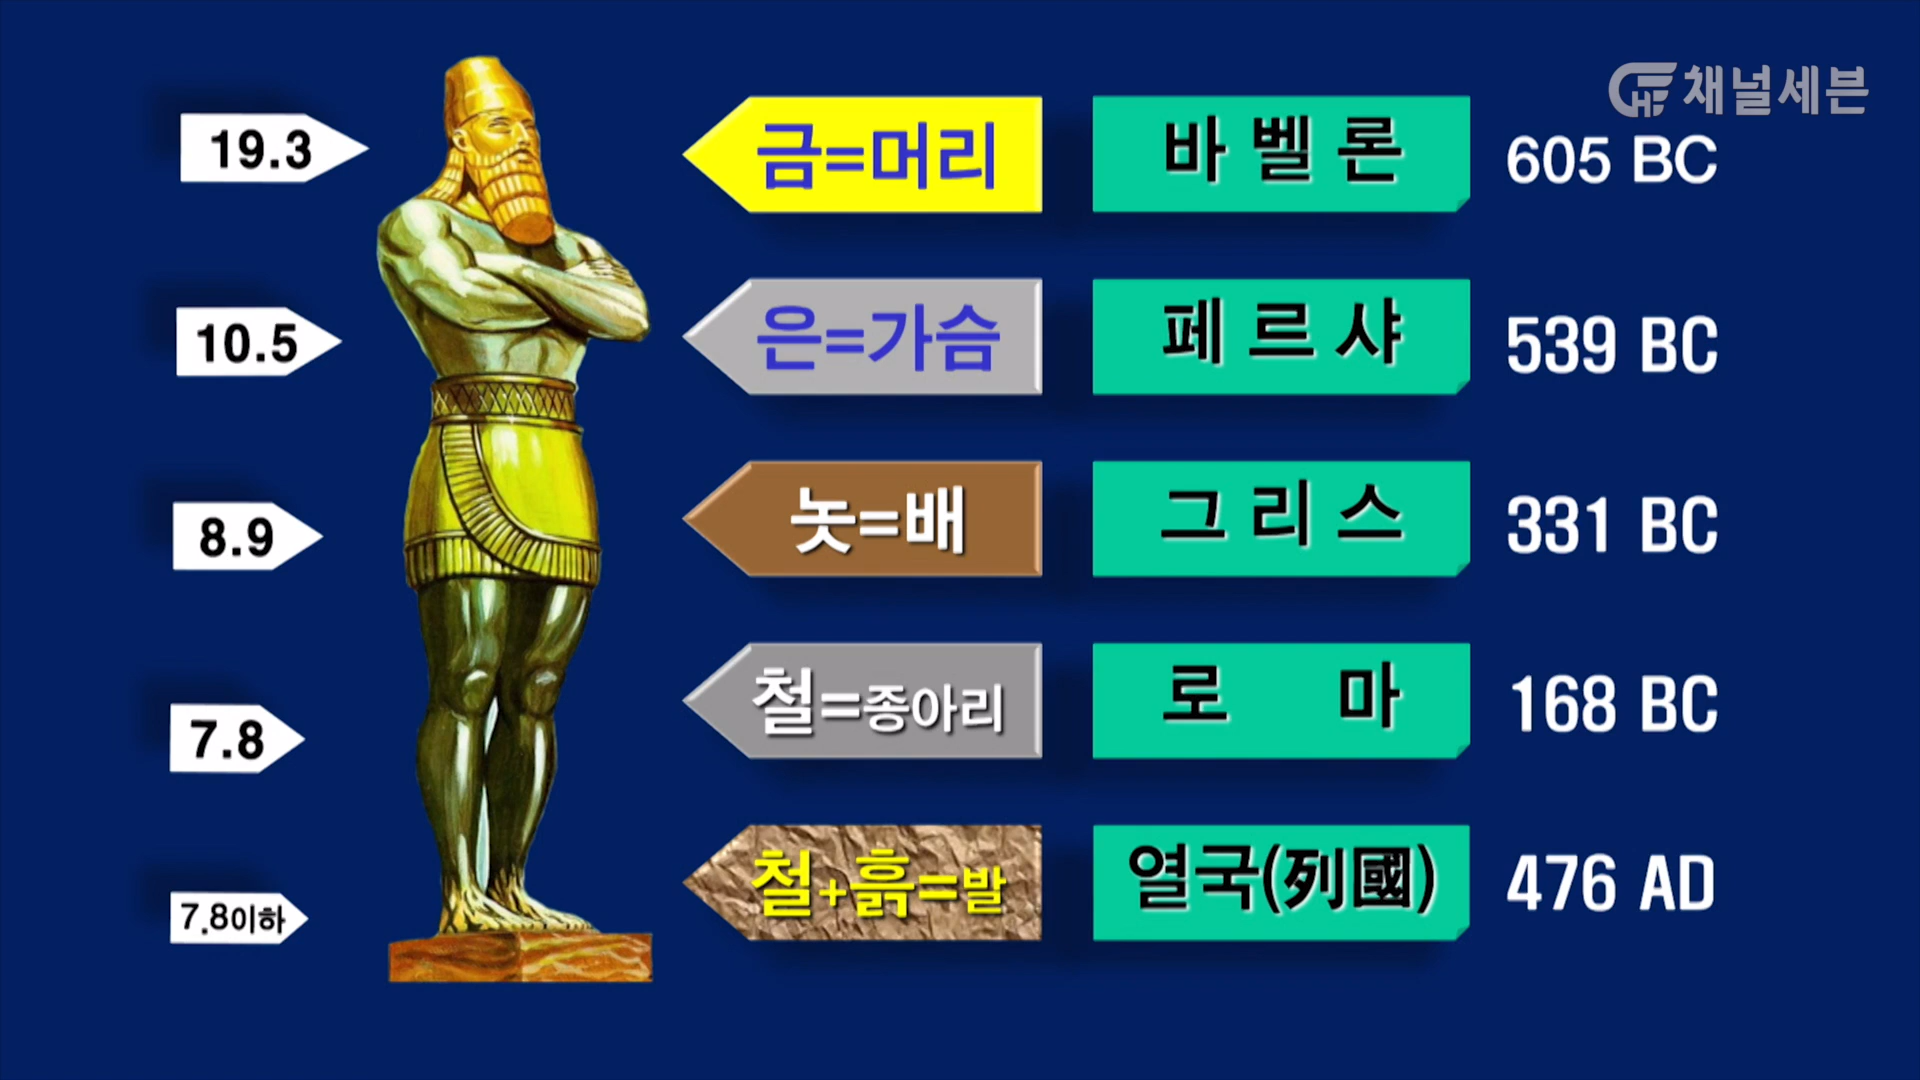 채널세븐
19.3 금=머리 바벨론 605 BC
10.5 은=가슴 페르샤 539 BC
8.9 놋=배 그리스 331 BC
7.8 철=종아리 로마 168 BC
7.8이하 철+흙=발 열국(列國) 476 AD